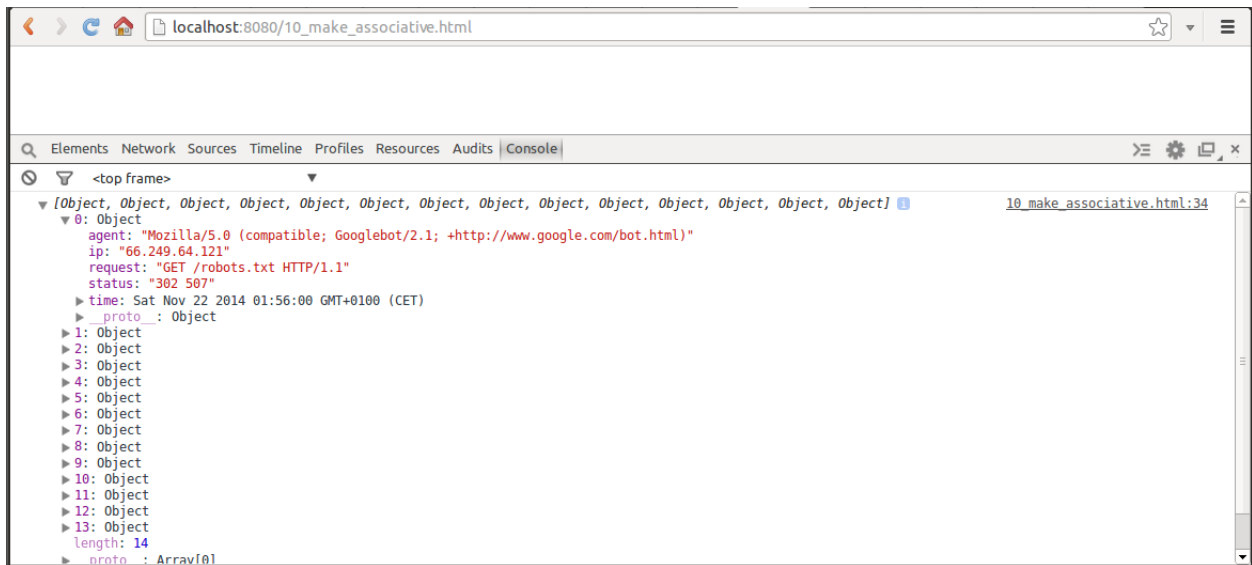 localhost:8080/10_make_associative.html
Elements Network Sources Timeline Profiles Resources Audits Console
<top frame> ▼
▼ [Object, Object, Object, Object, Object, Object, Object, Object, Object, Object, Object, Object, Object, Object] i 10_make_associative.html:34
▼ 0: Object
agent: "Mozilla/5.0 (compatible; Googlebot/2.1; +http://www.google.com/bot.html)"
ip: "66.249.64.121"
request: "GET /robots.txt HTTP/1.1"
status: "302 507"
▶ time: Sat Nov 22 2014 01:56:00 GMT+0100 (CET)
▶ __proto__: Object
▶ 1: Object
▶ 2: Object
▶ 3: Object
▶ 4: Object
▶ 5: Object
▶ 6: Object
▶ 7: Object
▶ 8: Object
▶ 9: Object
▶ 10: Object
▶ 11: Object
▶ 12: Object
▶ 13: Object
length: 14
▶ __proto__: Array[0]